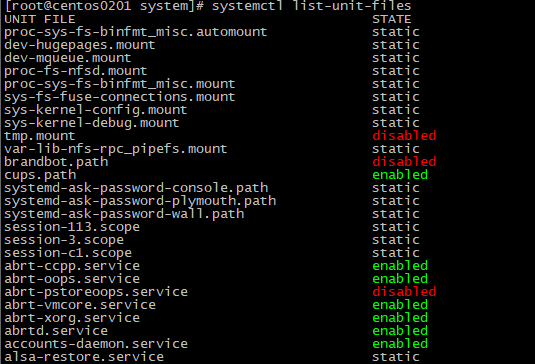 [root@centos0201 system]# systemctl list-unit-files
UNIT FILE STATE
proc-sys-fs-binfmt_misc.automount static
dev-hugepages.mount static
dev-mqueue.mount static
proc-fs-nfsd.mount static
proc-sys-fs-binfmt_misc.mount static
sys-fs-fuse-connections.mount static
sys-kernel-config.mount static
sys-kernel-debug.mount static
tmp.mount disabled
var-lib-nfs-rpc_pipefs.mount static
brandbot.path disabled
cups.path enabled
systemd-ask-password-console.path static
systemd-ask-password-plymouth.path static
systemd-ask-password-wall.path static
session-113.scope static
session-3.scope static
session-c1.scope static
abrt-ccpp.service enabled
abrt-oops.service enabled
abrt-pstoreoops.service disabled
abrt-vmcore.service enabled
abrt-xorg.service enabled
abrtd.service enabled
accounts-daemon.service enabled
alsa-restore.service static